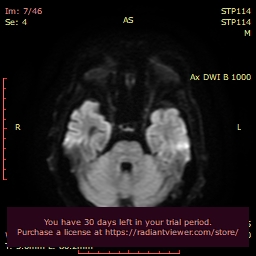 Im: 7/46
Se: 4
AS
STP114
STP114
M
Ax DWI B 1000
R
L
You have 30 days left in your trial period.
Purchase a license at https://radiantviewer.com/store/